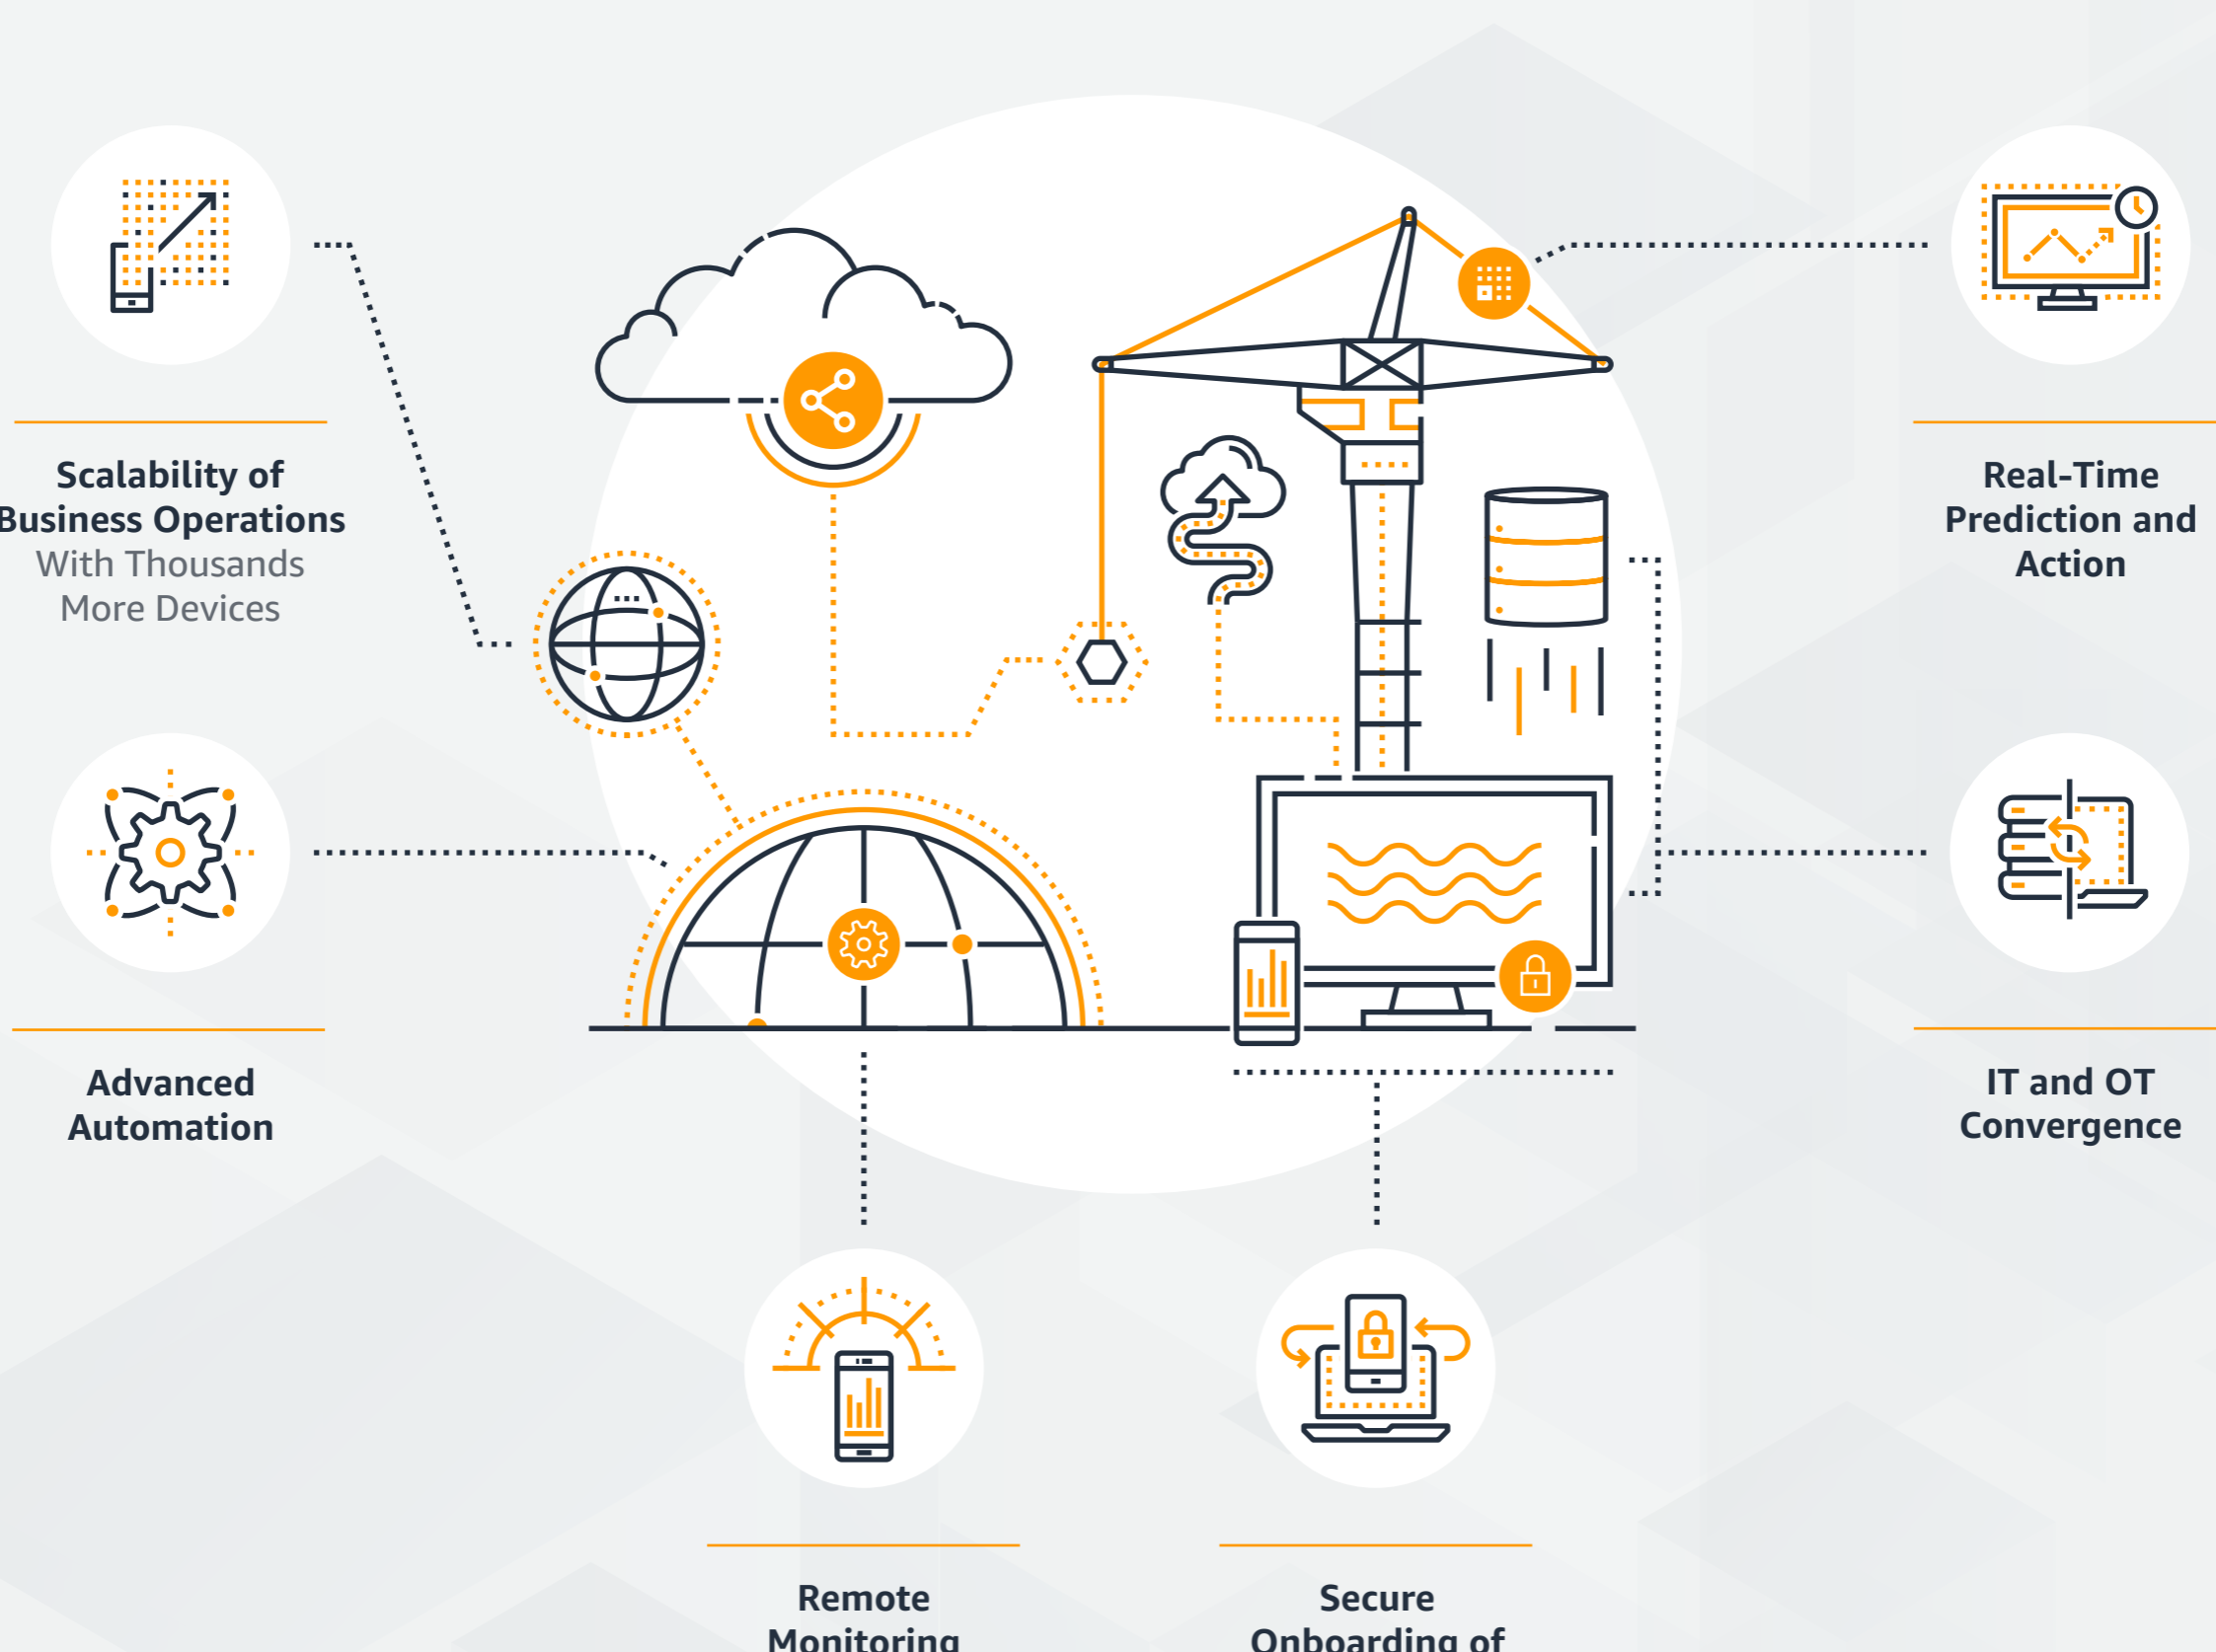 Scalability of
Business Operations
With Thousands
More Devices
Real-Time
Prediction and
Action
Advanced
Automation
IT and OT
Convergence
Remote
Monitoring
Secure
Onboarding of